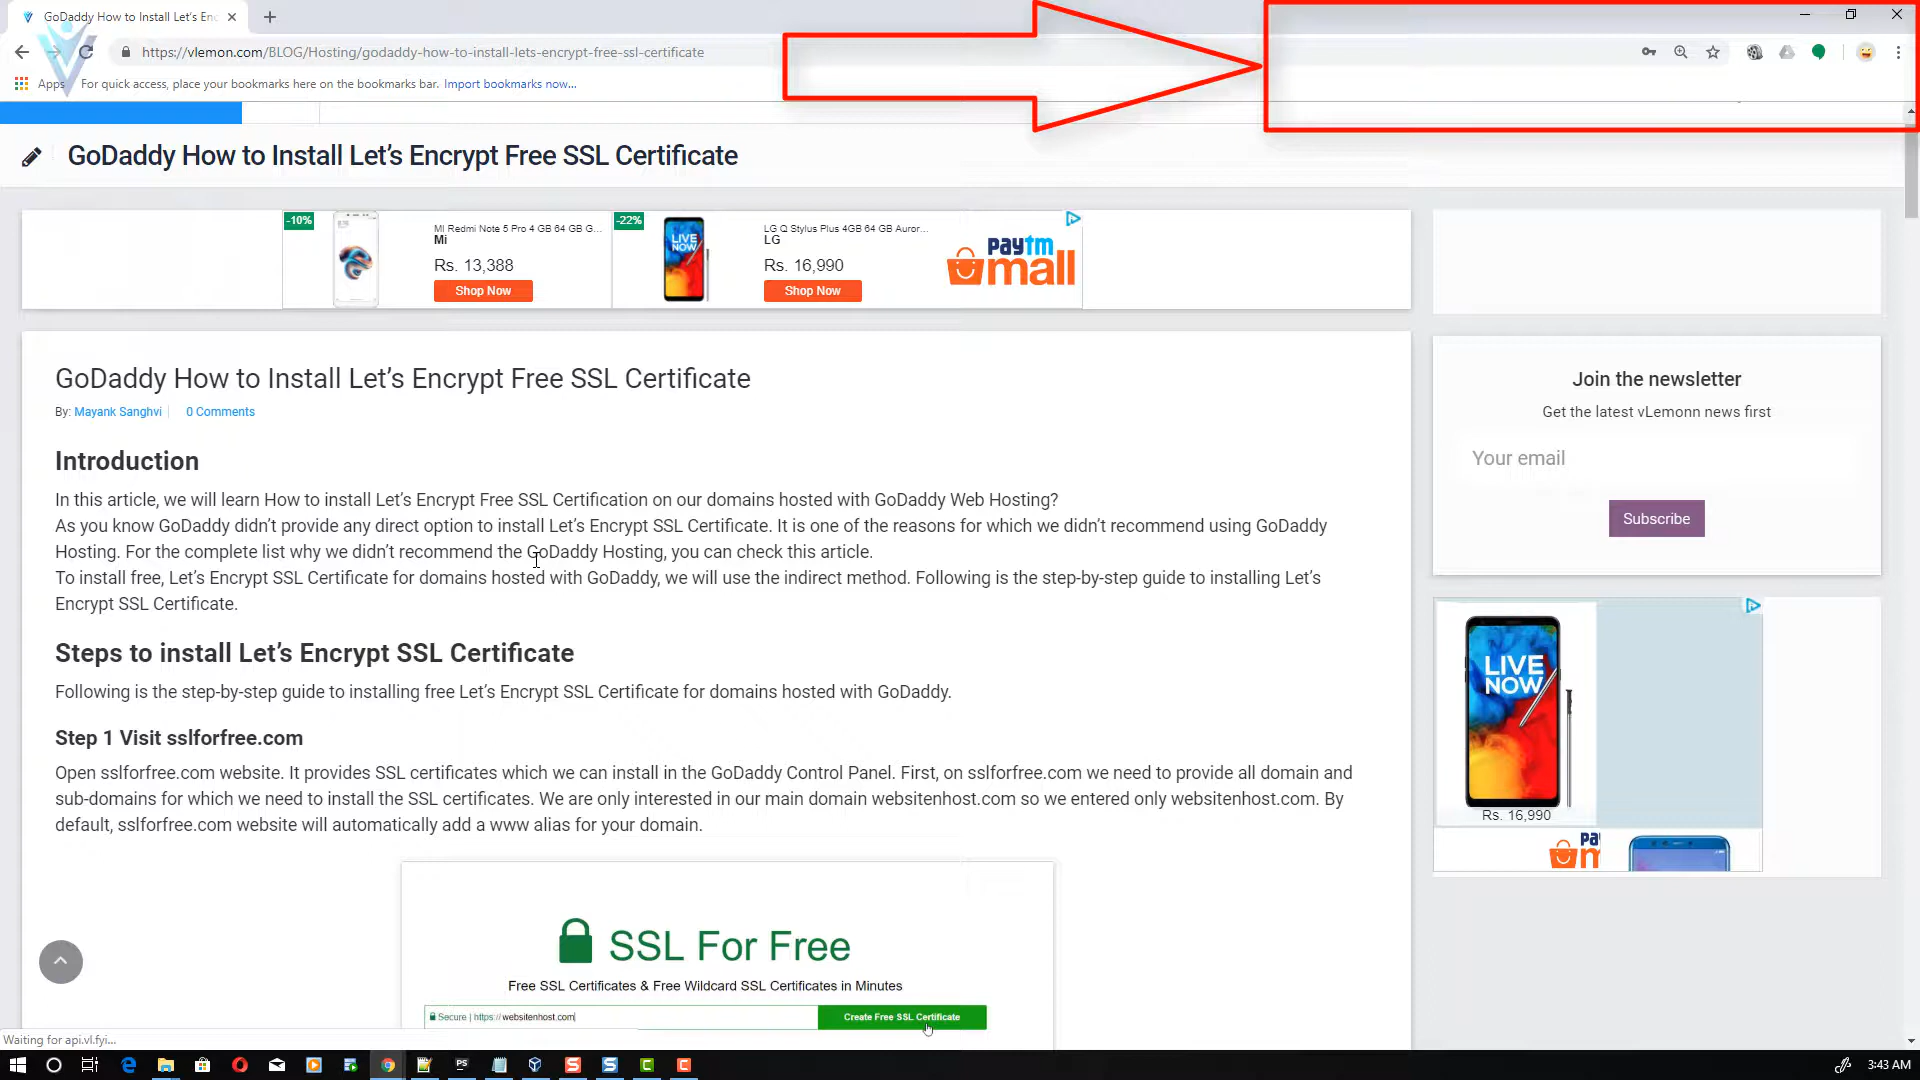 GoDaddy How to Install Let's Enc
https://vlemon.com/BLOG/Hosting/godaddy-how-to-install-lets-encrypt-free-ssl-certificate
Apps For quick access, place your bookmarks here on the bookmarks bar. Import bookmarks now...
GoDaddy How to Install Let's Encrypt Free SSL Certificate
-10%
MI Redmi Note 5 Pro 4 GB 64 GB G...
Mi
Rs. 13,388
Shop Now
-22%
LIVE NOW
LG Q Stylus Plus 4GB 64 GB Auror...
LG
Rs. 16,990
Shop Now
paytm
mall
GoDaddy How to Install Let's Encrypt Free SSL Certificate
By: Mayank Sanghvi 0 Comments
Introduction
In this article, we will learn How to install Let's Encrypt Free SSL Certification on our domains hosted with GoDaddy Web Hosting?
As you know GoDaddy didn't provide any direct option to install Let's Encrypt SSL Certificate. It is one of the reasons for which we didn't recommend using GoDaddy
Hosting. For the complete list why we didn't recommend the GoDaddy Hosting, you can check this article.
To install free, Let's Encrypt SSL Certificate for domains hosted with GoDaddy, we will use the indirect method. Following is the step-by-step guide to installing Let's
Encrypt SSL Certificate.
Steps to install Let's Encrypt SSL Certificate
Following is the step-by-step guide to installing free Let's Encrypt SSL Certificate for domains hosted with GoDaddy.
Step 1 Visit sslforfree.com
Open sslforfree.com website. It provides SSL certificates which we can install in the GoDaddy Control Panel. First, on sslforfree.com we need to provide all domain and
sub-domains for which we need to install the SSL certificates. We are only interested in our main domain websitenhost.com so we entered only websitenhost.com. By
default, sslforfree.com website will automatically add a www alias for your domain.
SSL For Free
Free SSL Certificates & Free Wildcard SSL Certificates in Minutes
Secure | https:// websitenhost.com
Create Free SSL Certificate
Join the newsletter
Get the latest vLemonn news first
Your email
Subscribe
LIVE
NOW
Rs. 16,990
Waiting for api.vl.fyi...
3:43 AM